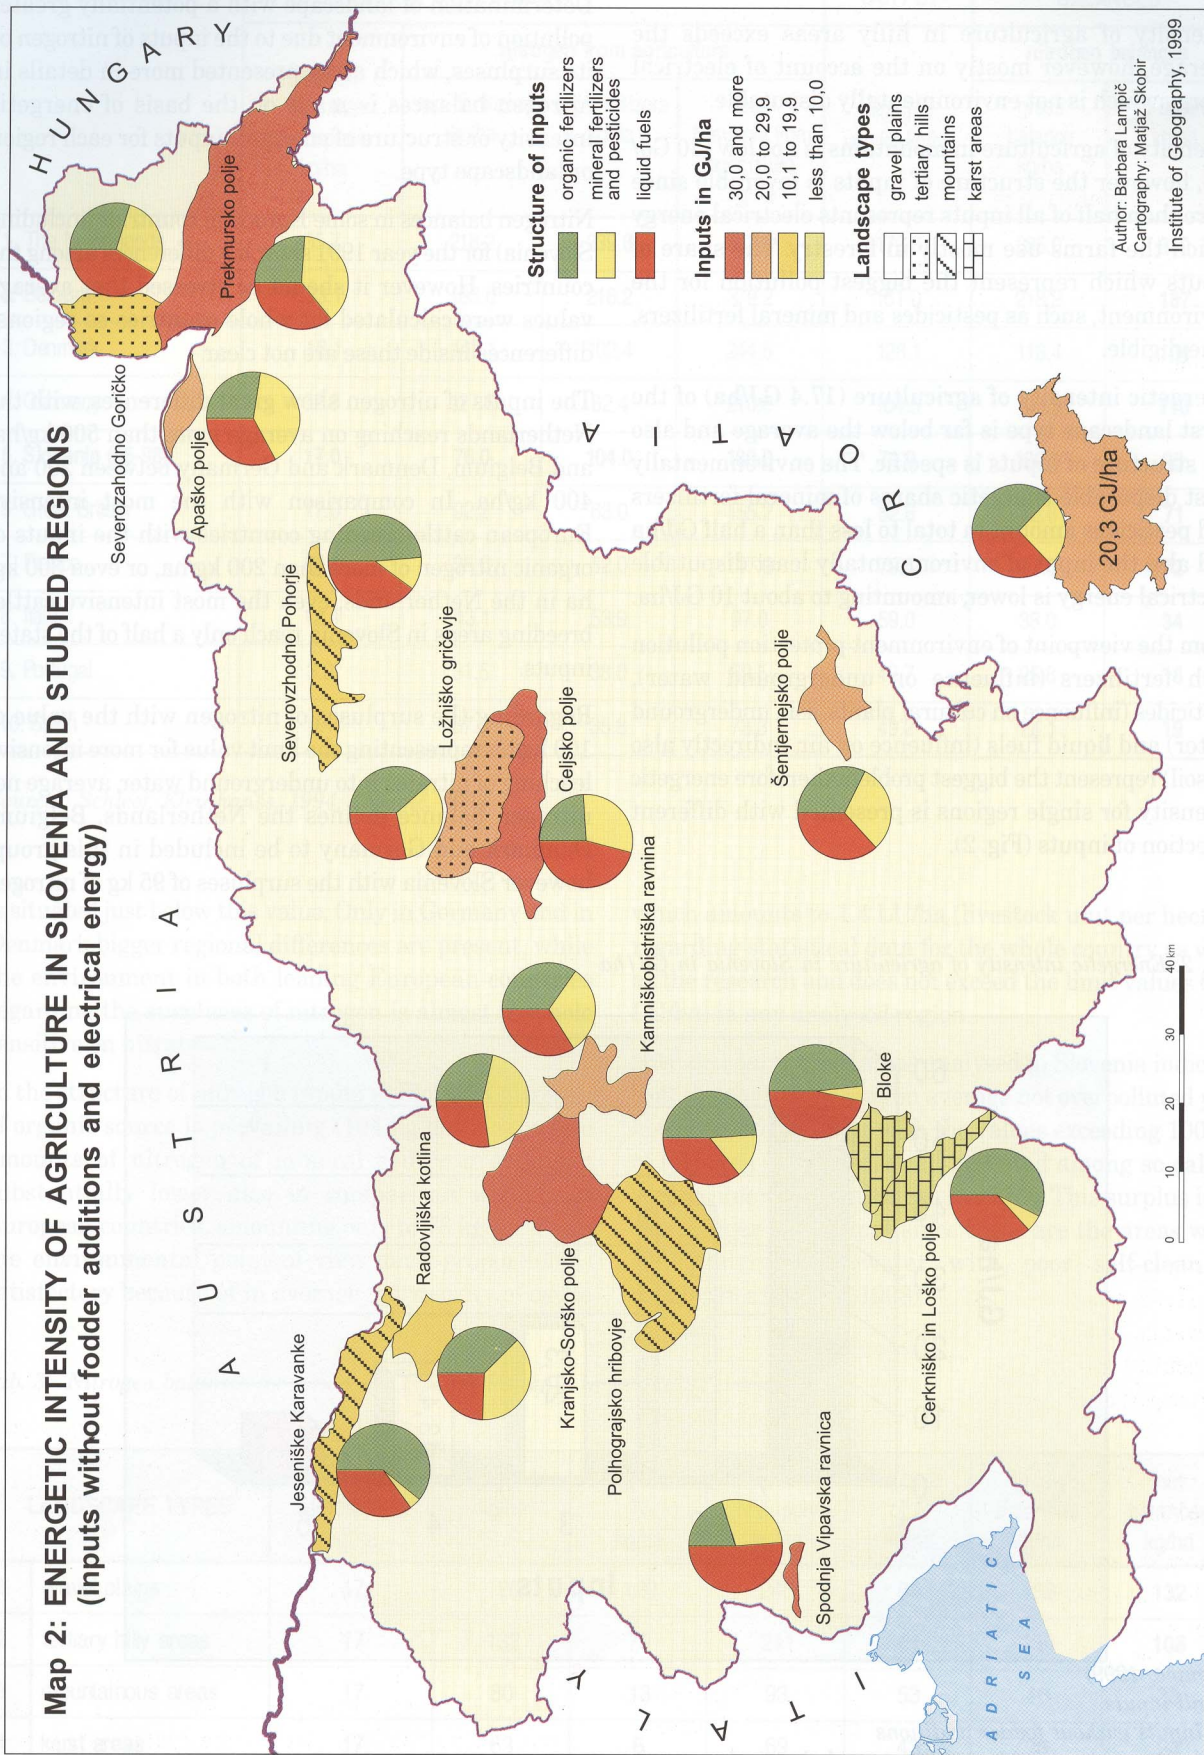 Map 2: ENERGETIC INTENSITY OF AGRICULTURE IN SLOVENIA AND STUDIED REGIONS
(inputs without fodder additions and electrical energy)
HUNGARY
AUSTRIA
ITALY
CROATIA
ADRIATIC
SEA
Severozahodno Goričko
Prekmursko polje
Apaško polje
Severovzhodno Pohorje
Ložniško gričevje
Celjsko polje
Šentjernejsko polje
Kamniškobistriška ravnina
Radovljiška kotlina
Jeseniške Karavanke
Kranjsko-Sorško polje
Polhograjsko hribovje
Bloke
Cerkniško in Loško polje
Spodnja Vipavska ravnica
Structure of inputs
organic fertilizers
mineral fertilizers
and pesticides
liquid fuels
Inputs in GJ/ha
30,0 and more
20,0 to 29,9
10,1 to 19,9
less than 10,0
Landscape types
gravel plains
tertiary hills
mountains
karst areas
20,3 GJ/ha
0 10 20 30 40 km
Author: Barbara Lampič
Cartography: Matjaž Skobir
Institute of Geography, 1999